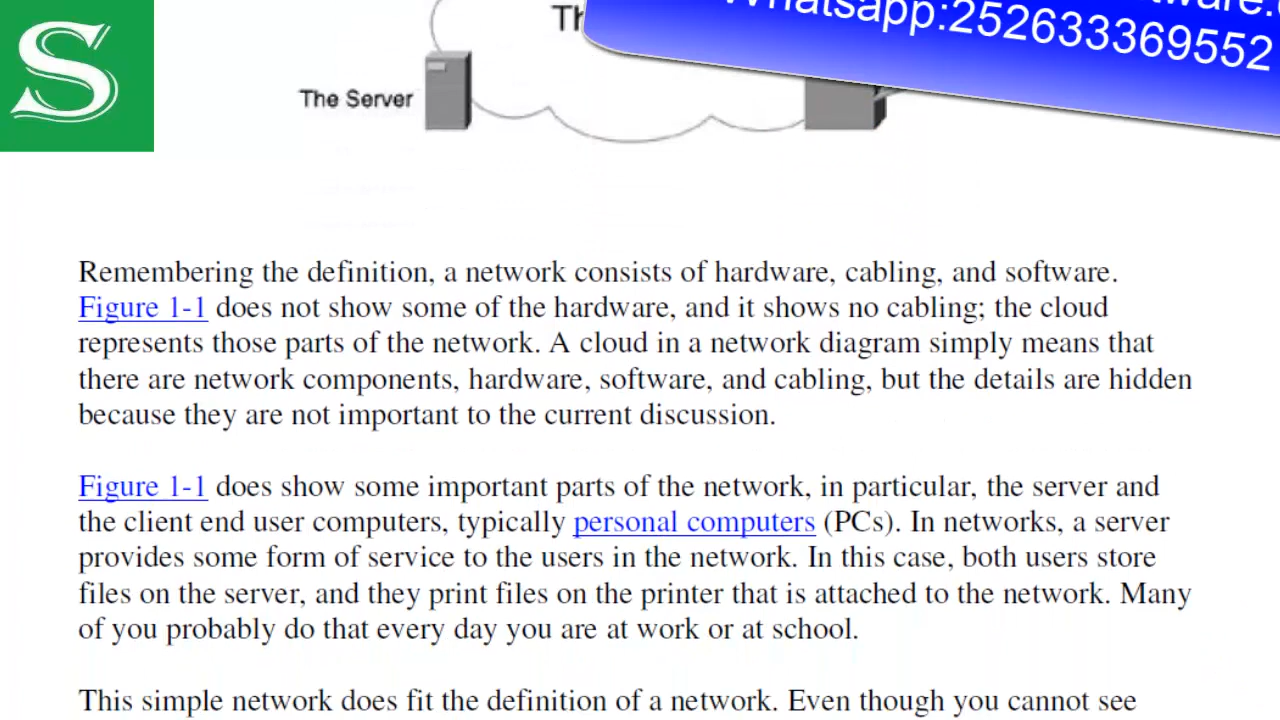 S
Th
Whatsapp:252633369552
The Server
Remembering the definition, a network consists of hardware, cabling, and software.
Figure 1-1 does not show some of the hardware, and it shows no cabling; the cloud
represents those parts of the network. A cloud in a network diagram simply means that
there are network components, hardware, software, and cabling, but the details are hidden
because they are not important to the current discussion.
Figure 1-1 does show some important parts of the network, in particular, the server and
the client end user computers, typically personal computers (PCs). In networks, a server
provides some form of service to the users in the network. In this case, both users store
files on the server, and they print files on the printer that is attached to the network. Many
of you probably do that every day you are at work or at school.
This simple network does fit the definition of a network. Even though you cannot see